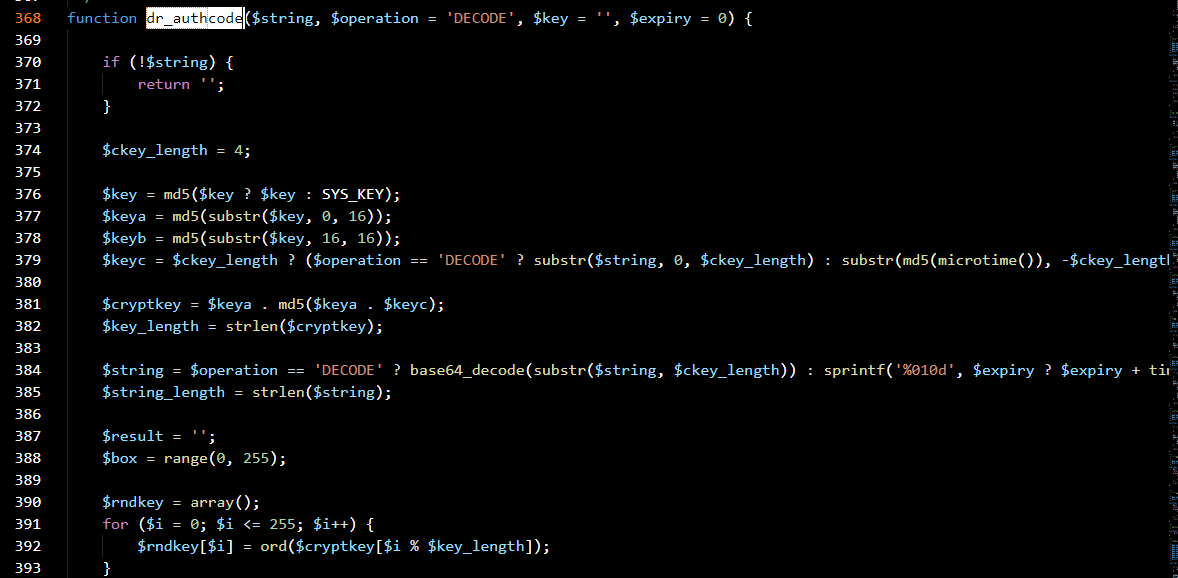 368 function dr_authcode($string, $operation = 'DECODE', $key = '', $expiry = 0) {
369
370 if (!$string) {
371 return '';
372 }
373
374 $ckey_length = 4;
375
376 $key = md5($key ? $key : SYS_KEY);
377 $keya = md5(substr($key, 0, 16));
378 $keyb = md5(substr($key, 16, 16));
379 $keyc = $ckey_length ? ($operation == 'DECODE' ? substr($string, 0, $ckey_length) : substr(md5(microtime()), -$ckey_lengt
380
381 $cryptkey = $keya . md5($keya . $keyc);
382 $key_length = strlen($cryptkey);
383
384 $string = $operation == 'DECODE' ? base64_decode(substr($string, $ckey_length)) : sprintf('%010d', $expiry ? $expiry + ti
385 $string_length = strlen($string);
386
387 $result = '';
388 $box = range(0, 255);
389
390 $rndkey = array();
391 for ($i = 0; $i <= 255; $i++) {
392 $rndkey[$i] = ord($cryptkey[$i % $key_length]);
393 }